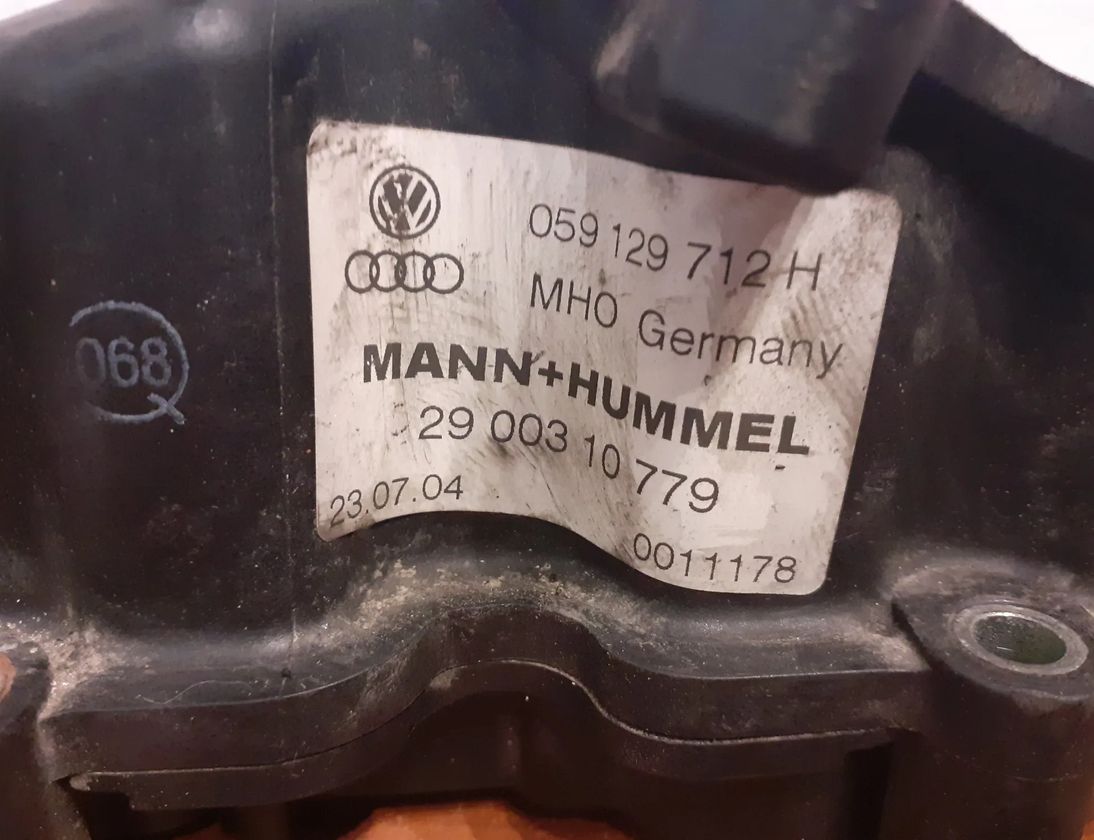 059 129 712 H
MHO Germany
MANN+HUMMEL
29 003 10 779
23.07.04
0011178
068